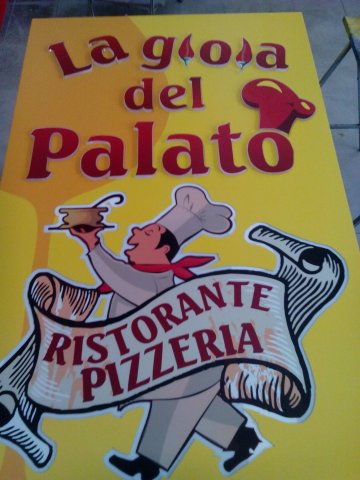 La gioia
del
Palato
RISTORANTE
PIZZERIA